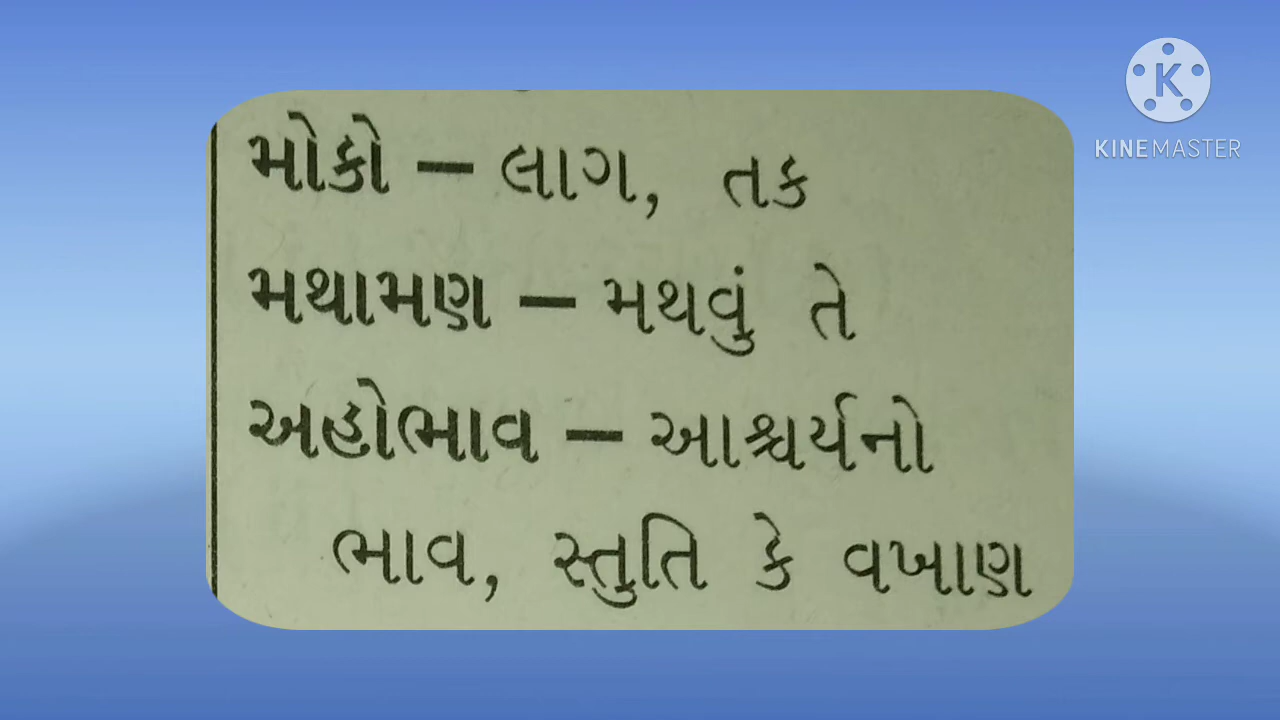 KINEMASTER
મોકો – લાગ, તક
મથામણ – મથવું તે
અહોભાવ – આશ્ચર્યનો
ભાવ, સ્તુતિ કે વખાણ